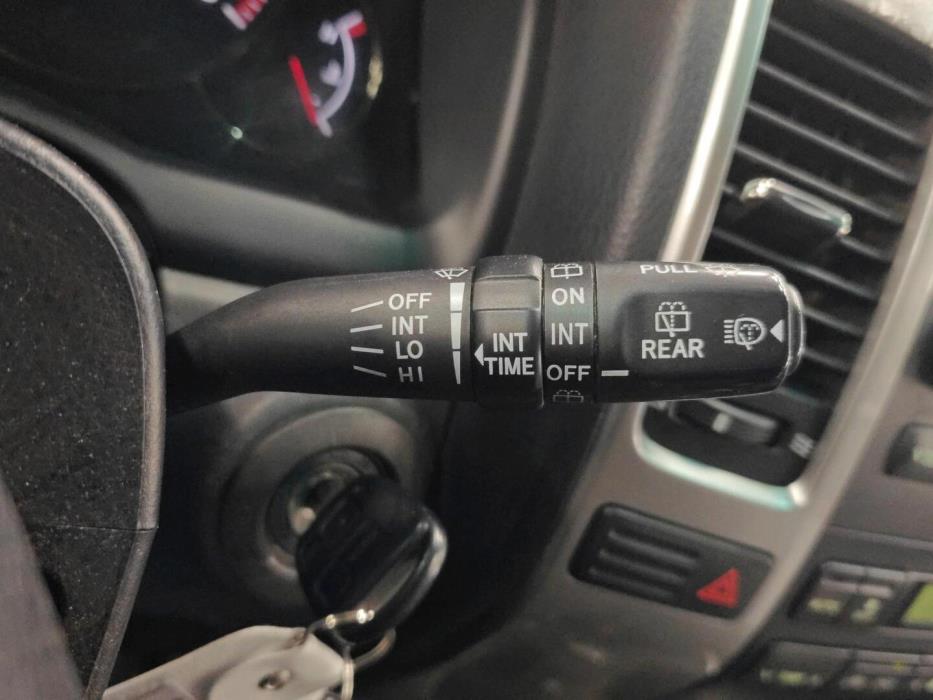 OFF
INT
LO
HI
INT
TIME
ON
INT
OFF
PULL
REAR